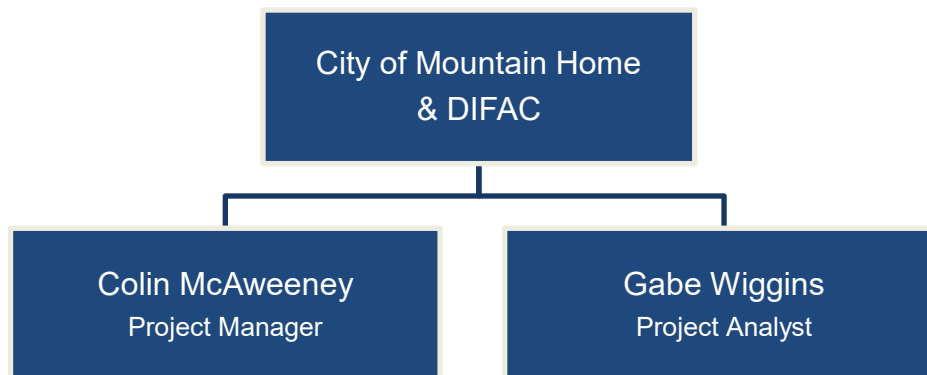 City of Mountain Home
& DIFAC
Colin McAweeney
Project Manager
Gabe Wiggins
Project Analyst